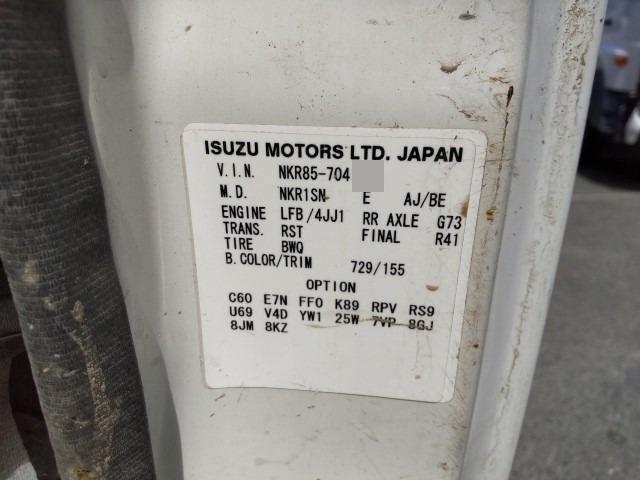 ISUZU MOTORS LTD. JAPAN
V.I.N. NKR85-704
M.D. NKR1SN E AJ/BE
ENGINE LFB/4JJ1 RR AXLE G73
TRANS. RST FINAL R41
TIRE BWQ
B.COLOR/TRIM 729/155
OPTION
C60 E7N FF0 K89 RPV RS9
U69 V4D YW1 25W 7VP 8GJ
8JM 8KZ